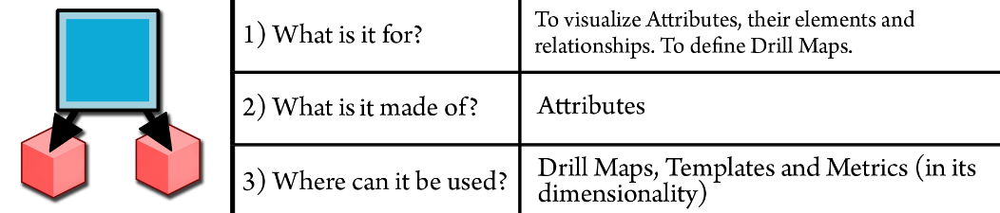 1) What is it for?
To visualize Attributes, their elements and
relationships. To define Drill Maps.
2) What is it made of?
Attributes
3) Where can it be used?
Drill Maps, Templates and Metrics (in its
dimensionality)